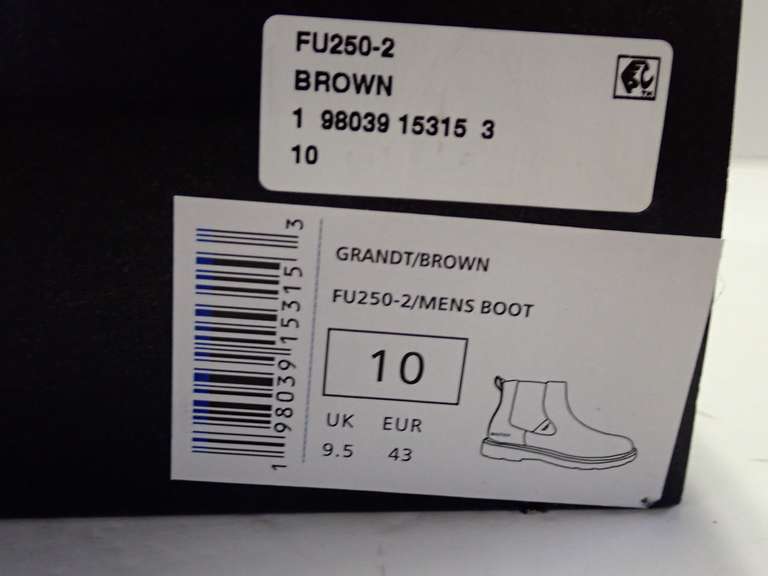 FU250-2
BROWN
1 98039 15315 3
10
GRANDT/BROWN
FU250-2/MENS BOOT
10
UK EUR
9.5 43
1 98039 15315 3